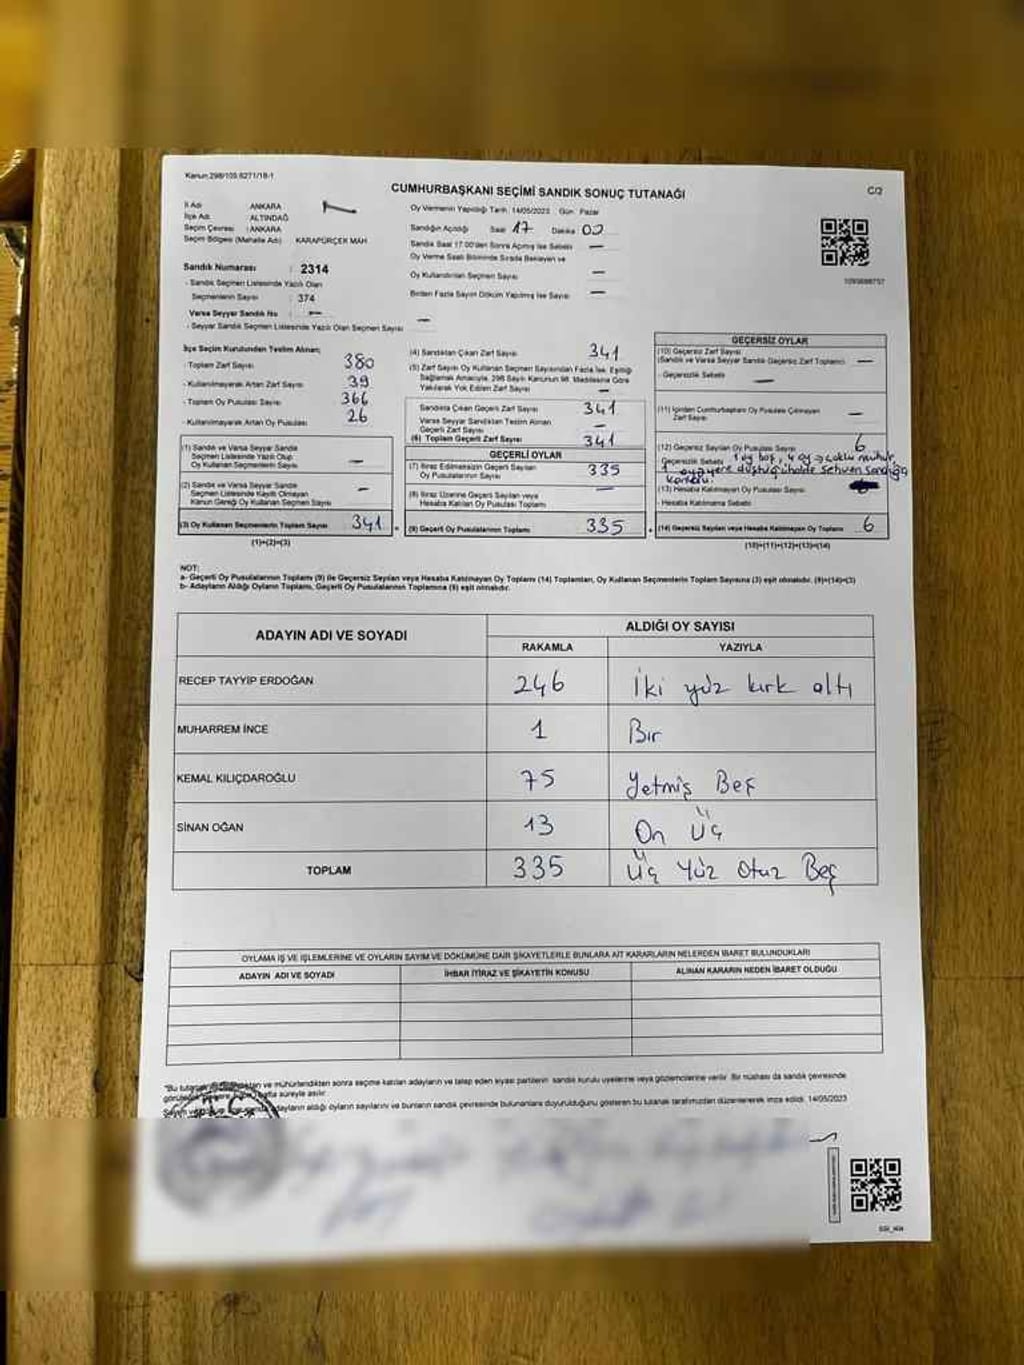 Kanun:298/105.6271/18-1
CUMHURBAŞKANI SEÇİMİ SANDIK SONUÇ TUTANAĞI
C/2
İl Adı : ANKARA
İlçe Adı : ALTINDAĞ
Seçim Çevresi : ANKARA
Seçim Bölgesi (Mahalle Adı) : KARAPÜRÇEK MAH
Sandık Numarası : 2314
- Sandık Seçmen Listesinde Yazılı Olan
Seçmenlerin Sayısı : 374
Varsa Seyyar Sandık No : —
- Seyyar Sandık Seçmen Listesinde Yazılı Olan Seçmen Sayısı : —
Oy Vermenin Yapıldığı Tarih: 14/05/2023 Gün: Pazar
Sandığın Açıldığı Saat 17 Dakika 00
Sandık Saat 17.00'den Sonra Açılmış İse Sebebi —
Oy Verme Saati Bitiminde Sırada Bekleyen ve
Oy Kullandırılan Seçmen Sayısı —
Birden Fazla Sayım Döküm Yapılmış İse Sayısı —
İlçe Seçim Kurulundan Teslim Alınan;
- Toplam Zarf Sayısı : 380
- Kullanılmayarak Artan Zarf Sayısı : 39
- Toplam Oy Pusulası Sayısı : 366
- Kullanılmayarak Artan Oy Pusulası : 26
(1) Sandık ve Varsa Seyyar Sandık
Seçmen Listesinde Yazılı Olup
Oy Kullanan Seçmenlerin Sayısı —
(2) Sandık ve Varsa Seyyar Sandık
Seçmen Listesinde Kayıtlı Olmayan
Kanun Gereği Oy Kullanan Seçmen Sayısı —
(3) Oy Kullanan Seçmenlerin Toplam Sayısı 341
(1)+(2)=(3)
(4) Sandıktan Çıkan Zarf Sayısı 341
(5) Zarf Sayısı Oy Kullanan Seçmen Sayısından Fazla İse, Eşitliği
Sağlamak Amacıyla, 298 Sayılı Kanunun 98. Maddesine Göre
Yakılarak Yok Edilen Zarf Sayısı —
Sandıkta Çıkan Geçerli Zarf Sayısı 341
Varsa Seyyar Sandıktan Teslim Alınan
Geçerli Zarf Sayısı —
(6) Toplam Geçerli Zarf Sayısı 341
GEÇERLİ OYLAR
(7) İtiraz Edilmeksizin Geçerli Sayılan
Oy Pusulalarının Sayısı 335
(8) İtiraz Üzerine Geçerli Sayılan veya
Hesaba Katılan Oy Pusulası Toplamı —
(9) Geçerli Oy Pusulalarının Toplamı 335
GEÇERSİZ OYLAR
(10) Geçersiz Zarf Sayısı
(Sandık ve Varsa Seyyar Sandık Geçersiz Zarf Toplamı) —
- Geçersizlik Sebebi —
(11) İçinden Cumhurbaşkanı Oy Pusulası Çıkmayan
Zarf Sayısı —
(12) Geçersiz Sayılan Oy Pusulası Sayısı 6
Geçersizlik Sebebi 1 oy boş, 4 oy çoklu mühür,
1 oy yere düştüğü halde sehven sandığa
kondu.
(13) Hesaba Katılmayan Oy Pusulası Sayısı
- Hesaba Katılmama Sebebi
(14) Geçersiz Sayılan veya Hesaba Katılmayan Oy Toplamı 6
(10)+(11)+(12)+(13)=(14)
NOT:
a- Geçerli Oy Pusulalarının Toplamı (9) ile Geçersiz Sayılan veya Hesaba Katılmayan Oy Toplamı (14) Toplamları, Oy Kullanan Seçmenlerin Toplam Sayısına (3) eşit olmalıdır. (9)+(14)=(3)
b- Adayların Aldığı Oyların Toplamı, Geçerli Oy Pusulalarının Toplamına (9) eşit olmalıdır.
ADAYIN ADI VE SOYADI
ALDIĞI OY SAYISI
RAKAMLA YAZIYLA
RECEP TAYYİP ERDOĞAN 246 İki yüz kırk altı
MUHARREM İNCE 1 Bir
KEMAL KILIÇDAROĞLU 75 Yetmiş Beş
SİNAN OĞAN 13 On Üç
TOPLAM 335 Üç Yüz Otuz Beş
OYLAMA İŞ VE İŞLEMLERİNE VE OYLARIN SAYIM VE DÖKÜMÜNE DAİR ŞİKAYETLERLE BUNLARA AİT KARARLARIN NELERDEN İBARET BULUNDUKLARI
ADAYIN ADI VE SOYADI İHBAR İTİRAZ VE ŞİKAYETİN KONUSU ALINAN KARARIN NEDEN İBARET OLDUĞU
*Bu ve mühürlendikten sonra seçime katılan adayların ve talep eden siyasi partilerin sandık kurulu üyelerine veya gözlemcilerine verilir. Bir nüshası da sandık çevresinde
hafta süreyle asılır.
adayların aldığı oyların sayılarını ve bunların sandık çevresinde bulunanlara duyurulduğunu gösteren bu tutanak tarafımızdan düzenlenerek imza edildi. 14/05/2023
T.C.